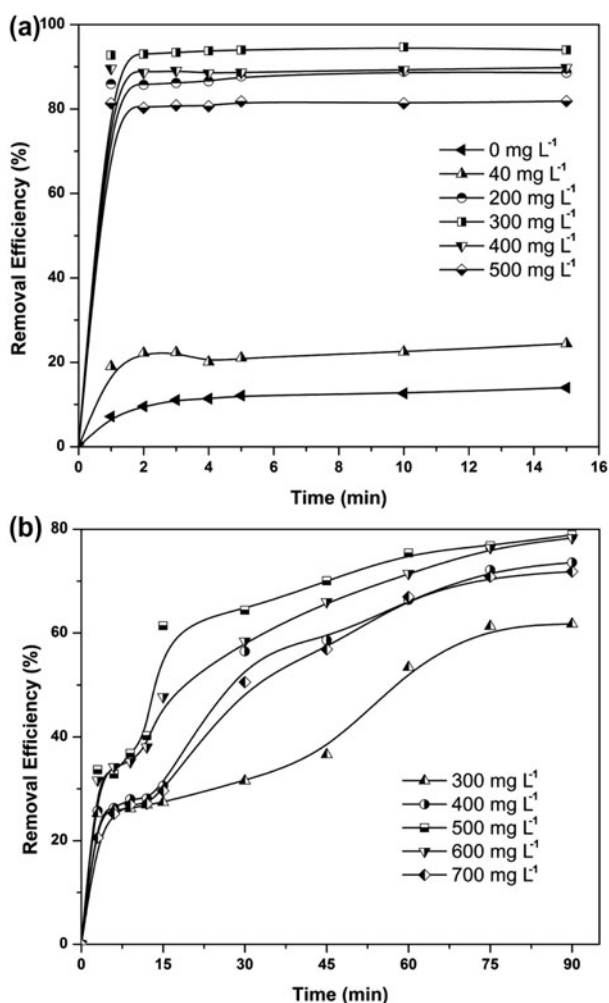 (a)
100
80
60
40
20
0
Removal Efficiency (%)
0 mg L⁻¹
40 mg L⁻¹
200 mg L⁻¹
300 mg L⁻¹
400 mg L⁻¹
500 mg L⁻¹
0 2 4 6 8 10 12 14 16
Time (min)
(b)
80
60
40
20
0
Removal Efficiency (%)
300 mg L⁻¹
400 mg L⁻¹
500 mg L⁻¹
600 mg L⁻¹
700 mg L⁻¹
0 15 30 45 60 75 90
Time (min)